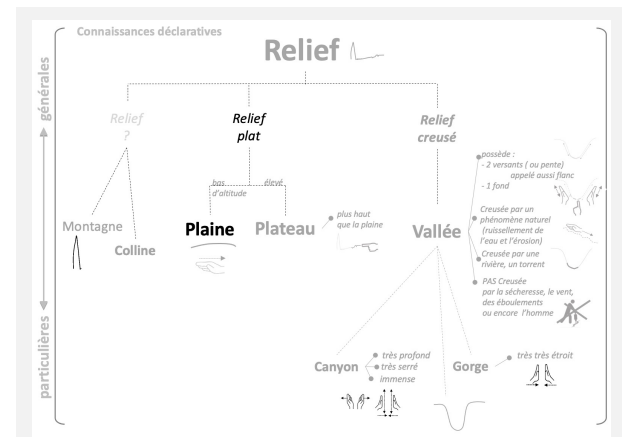 Connaissances déclaratives
Relief
générales
particulières
Relief
?
Relief
plat
Relief
creusé
bas
d'altitude
élevé
Montagne
Colline
Plaine
Plateau
plus haut
que la plaine
Vallée
possède :
- 2 versants ( ou pente)
appelé aussi flanc
- 1 fond
Creusée par un
phénomène naturel
(ruissellement de
l'eau et l'érosion)
Creusée par une
rivière, un torrent
PAS Creusée
par la sécheresse, le vent,
des éboulements
ou encore l'homme
Canyon
très profond
très serré
immense
Gorge
très très étroit